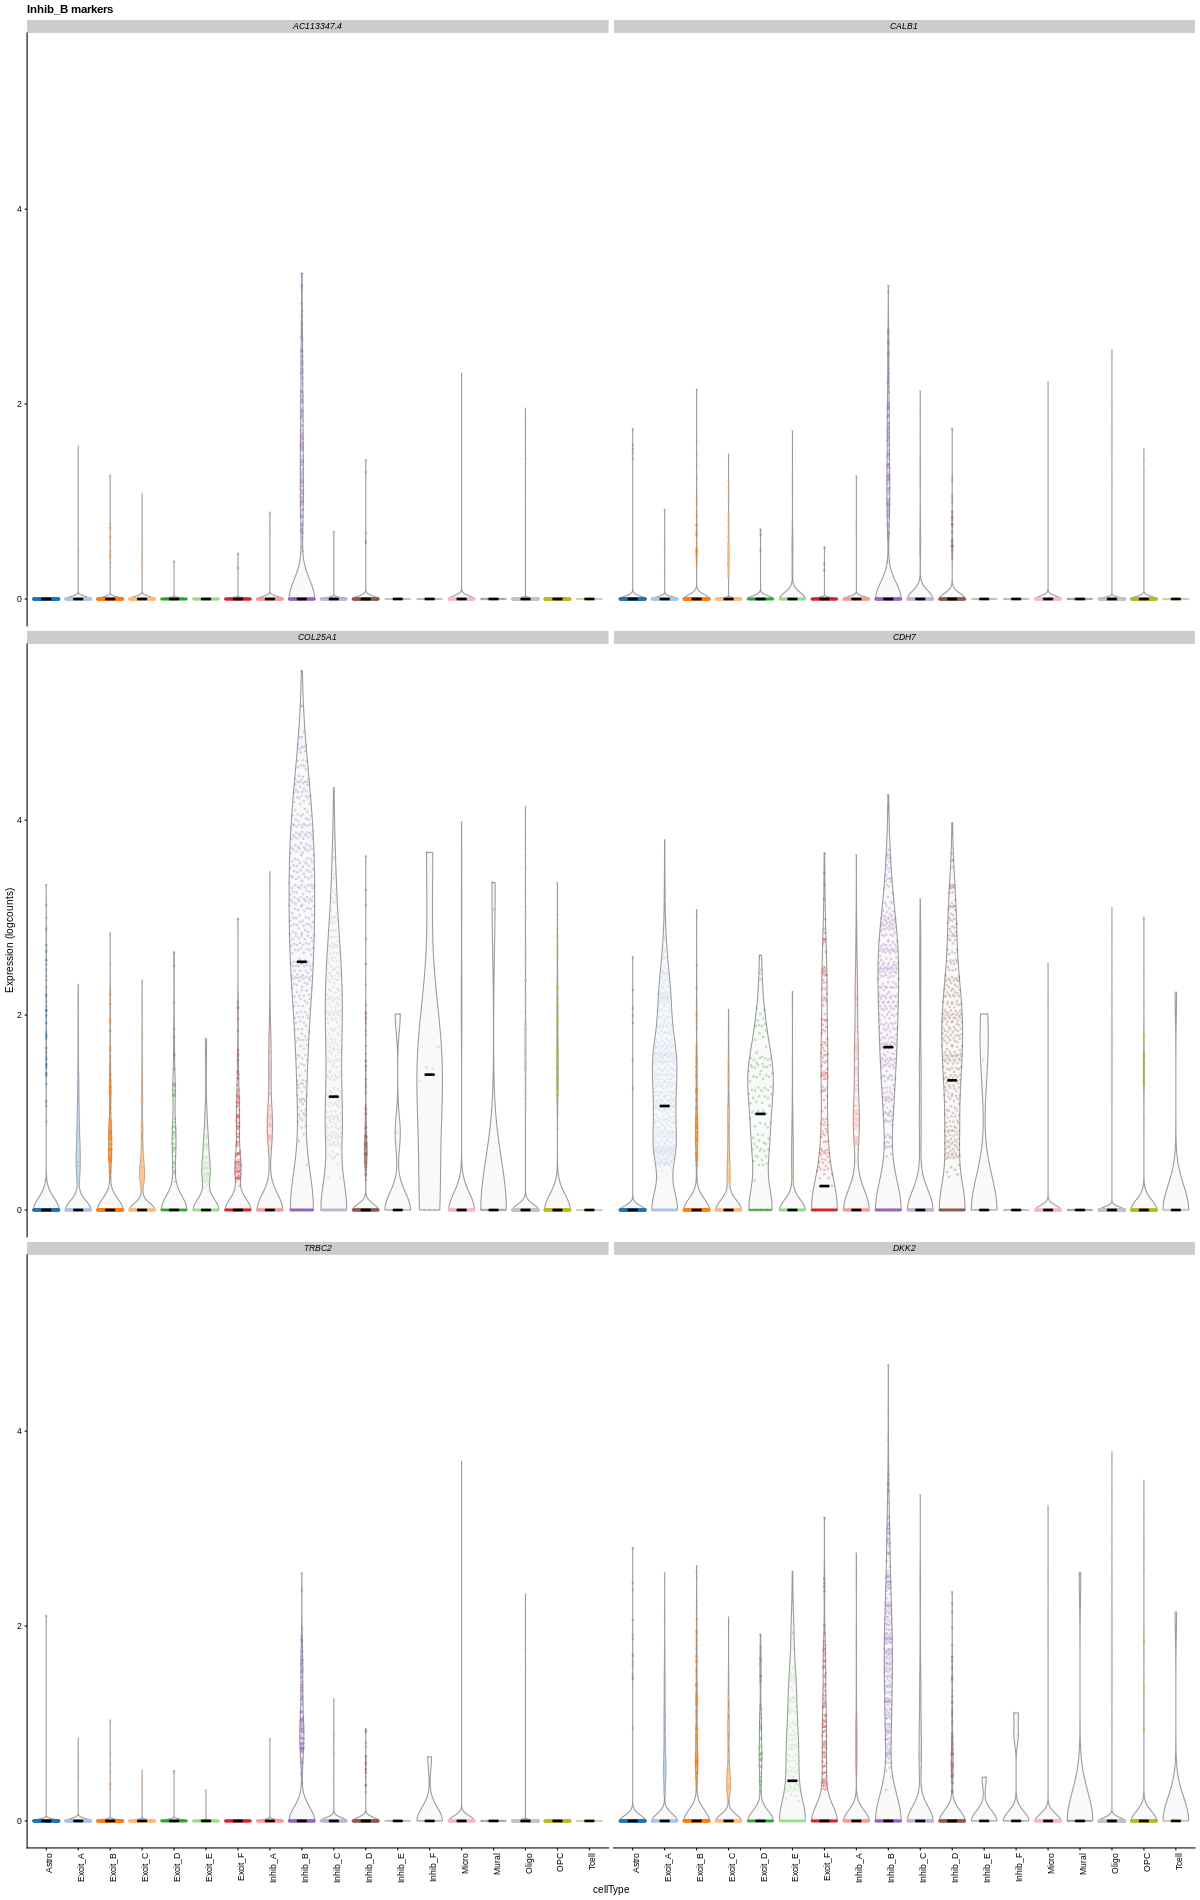 Inhib_B markers
AC113347.4 CALB1
4
2
0
COL25A1 CDH7
4
2
0
Expression (logcounts)
TRBC2 DKK2
4
2
0
Astro Excit_A Excit_B Excit_C Excit_D Excit_E Excit_F Inhib_A Inhib_B Inhib_C Inhib_D Inhib_E Inhib_F Micro Mural Oligo OPC Tcell Astro Excit_A Excit_B Excit_C Excit_D Excit_E Excit_F Inhib_A Inhib_B Inhib_C Inhib_D Inhib_E Inhib_F Micro Mural Oligo OPC Tcell
cellType